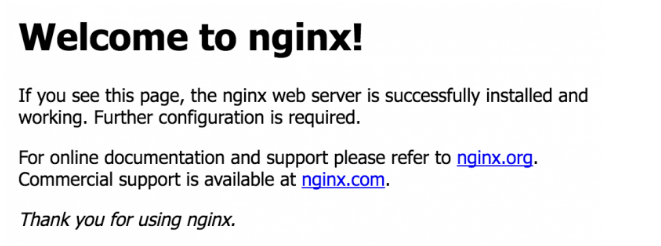 Welcome to nginx!
If you see this page, the nginx web server is successfully installed and
working. Further configuration is required.
For online documentation and support please refer to nginx.org.
Commercial support is available at nginx.com.
Thank you for using nginx.